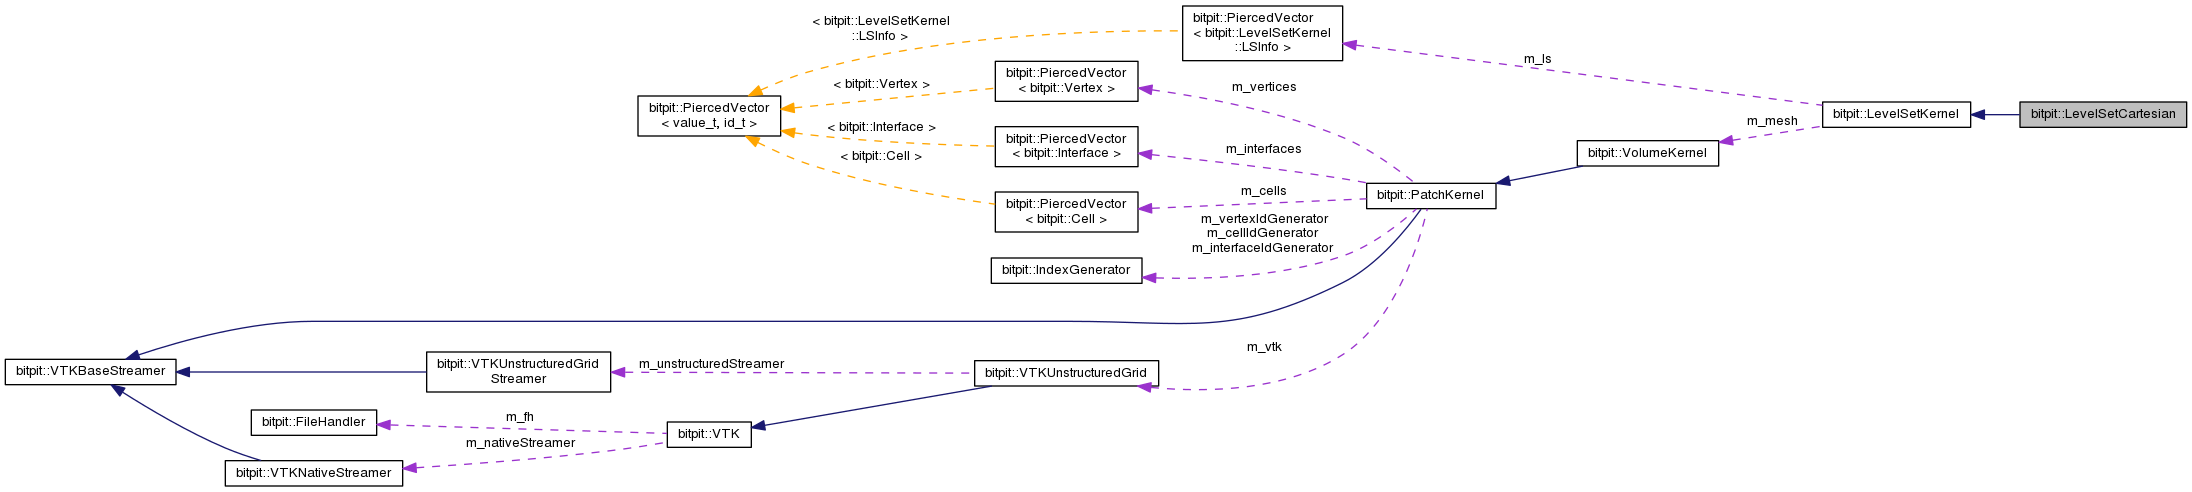 < bitpit::LevelSetKernel
::LSInfo >
bitpit::PiercedVector
< bitpit::LevelSetKernel
::LSInfo >
m_ls
< bitpit::Vertex >
bitpit::PiercedVector
< bitpit::Vertex >
m_vertices
bitpit::PiercedVector
< value_t, id_t >
bitpit::LevelSetKernel
bitpit::LevelSetCartesian
m_mesh
< bitpit::Interface >
bitpit::PiercedVector
< bitpit::Interface >
m_interfaces
bitpit::VolumeKernel
< bitpit::Cell >
bitpit::PiercedVector
< bitpit::Cell >
m_cells
bitpit::PatchKernel
m_vertexIdGenerator
m_cellIdGenerator
m_interfaceIdGenerator
bitpit::IndexGenerator
m_vtk
bitpit::VTKBaseStreamer
bitpit::VTKUnstructuredGrid
Streamer
m_unstructuredStreamer
bitpit::VTKUnstructuredGrid
bitpit::FileHandler
m_fh
bitpit::VTK
m_nativeStreamer
bitpit::VTKNativeStreamer